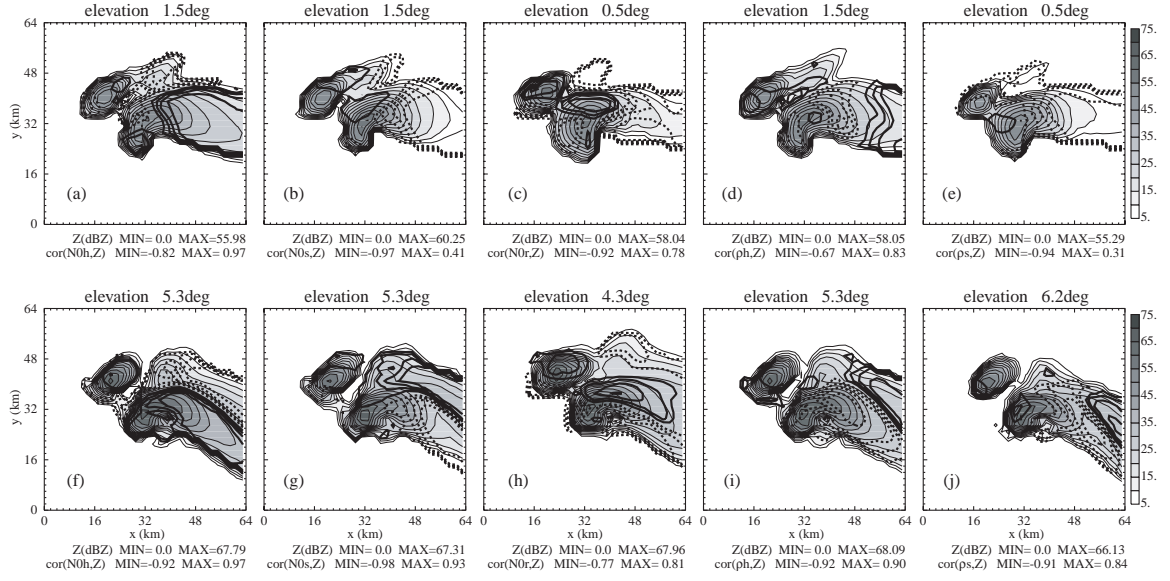 elevation 1.5deg
elevation 1.5deg
elevation 0.5deg
elevation 1.5deg
elevation 0.5deg
64
48
32
16
0
y (km)
(a)
(b)
(c)
(d)
(e)
75.
65.
55.
45.
35.
25.
15.
5.
Z(dBZ) MIN= 0.0 MAX=55.98
cor(N0h,Z) MIN=-0.82 MAX= 0.97
Z(dBZ) MIN= 0.0 MAX=60.25
cor(N0s,Z) MIN=-0.97 MAX= 0.41
Z(dBZ) MIN= 0.0 MAX=58.04
cor(N0r,Z) MIN=-0.92 MAX= 0.78
Z(dBZ) MIN= 0.0 MAX=58.05
cor(ρh,Z) MIN=-0.67 MAX= 0.83
Z(dBZ) MIN= 0.0 MAX=55.29
cor(ρs,Z) MIN=-0.94 MAX= 0.31
elevation 5.3deg
elevation 5.3deg
elevation 4.3deg
elevation 5.3deg
elevation 6.2deg
64
48
32
16
0
y (km)
(f)
(g)
(h)
(i)
(j)
75.
65.
55.
45.
35.
25.
15.
5.
0 16 32 48 64
0 16 32 48 64
0 16 32 48 64
0 16 32 48 64
0 16 32 48 64
x (km)
x (km)
x (km)
x (km)
x (km)
Z(dBZ) MIN= 0.0 MAX=67.79
cor(N0h,Z) MIN=-0.92 MAX= 0.97
Z(dBZ) MIN= 0.0 MAX=67.31
cor(N0s,Z) MIN=-0.98 MAX= 0.93
Z(dBZ) MIN= 0.0 MAX=67.96
cor(N0r,Z) MIN=-0.77 MAX= 0.81
Z(dBZ) MIN= 0.0 MAX=68.09
cor(ρh,Z) MIN=-0.92 MAX= 0.90
Z(dBZ) MIN= 0.0 MAX=66.13
cor(ρs,Z) MIN=-0.91 MAX= 0.84